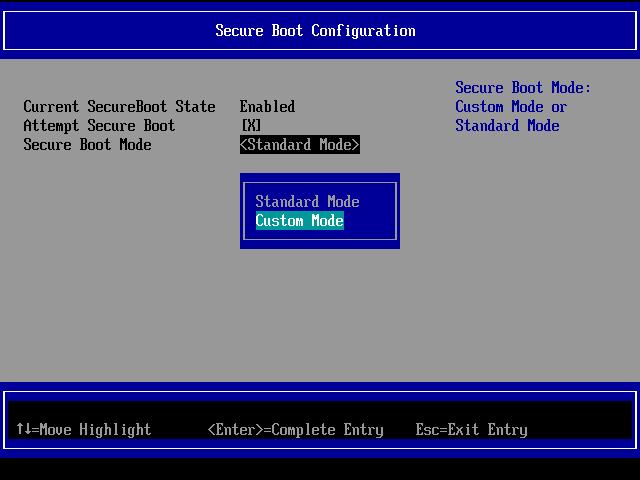 Secure Boot Configuration
Secure Boot Mode:
Current SecureBoot State Enabled Custom Mode or
Attempt Secure Boot [X] Standard Mode
Secure Boot Mode <Standard Mode>
Standard Mode
Custom Mode
↑↓=Move Highlight <Enter>=Complete Entry Esc=Exit Entry